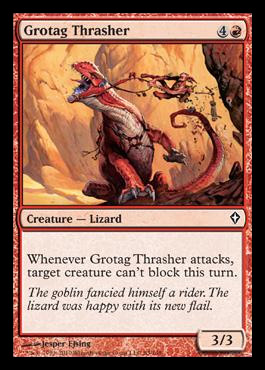 Grotag Thrasher 4
Creature — Lizard
Whenever Grotag Thrasher attacks,
target creature can't block this turn.
The goblin fancied himself a rider. The
lizard was happy with its new flail.
3/3
Jesper Ejsing